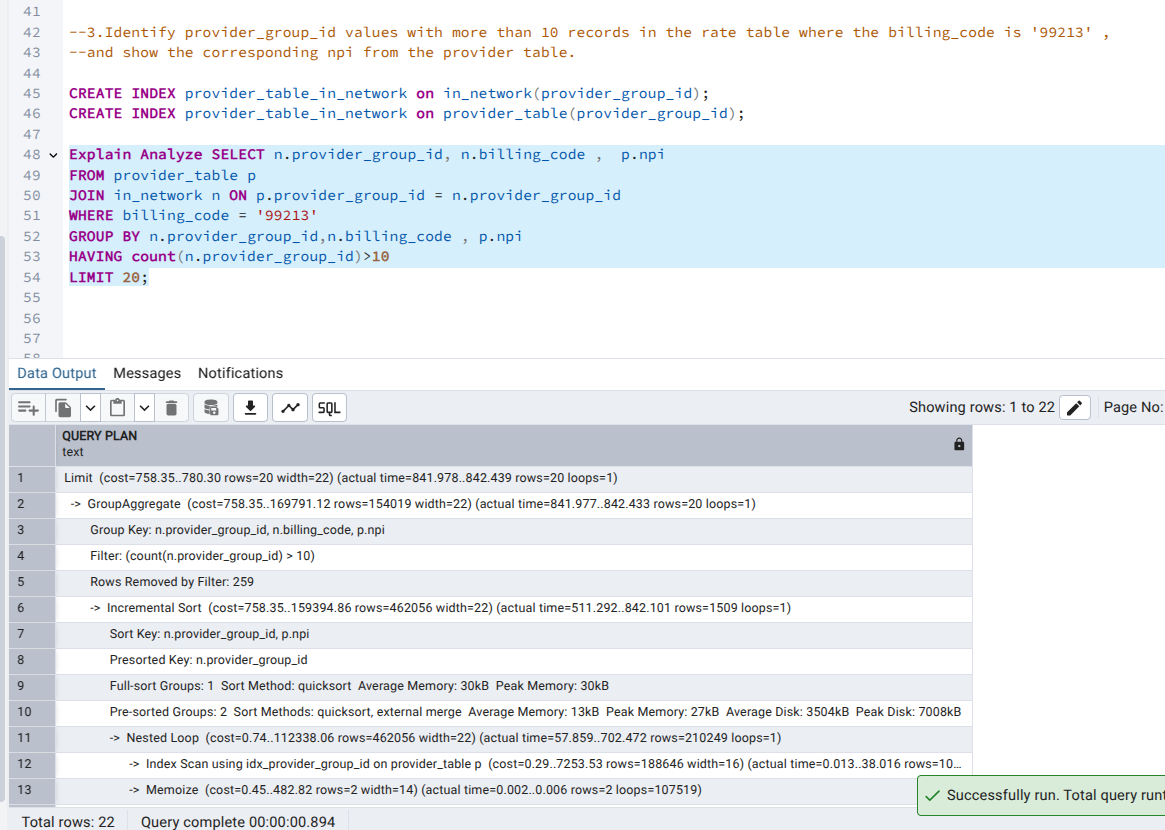 41
42 --3.Identify provider_group_id values with more than 10 records in the rate table where the billing_code is '99213' ,
43 --and show the corresponding npi from the provider table.
44
45 CREATE INDEX provider_table_in_network on in_network(provider_group_id);
46 CREATE INDEX provider_table_in_network on provider_table(provider_group_id);
47
48 Explain Analyze SELECT n.provider_group_id, n.billing_code , p.npi
49 FROM provider_table p
50 JOIN in_network n ON p.provider_group_id = n.provider_group_id
51 WHERE billing_code = '99213'
52 GROUP BY n.provider_group_id,n.billing_code , p.npi
53 HAVING count(n.provider_group_id)>10
54 LIMIT 20;
55
56
57
58
Data Output Messages Notifications
SQL Showing rows: 1 to 22 Page No:
QUERY PLAN
text
1 Limit (cost=758.35..780.30 rows=20 width=22) (actual time=841.978..842.439 rows=20 loops=1)
2 -> GroupAggregate (cost=758.35..169791.12 rows=154019 width=22) (actual time=841.977..842.433 rows=20 loops=1)
3 Group Key: n.provider_group_id, n.billing_code, p.npi
4 Filter: (count(n.provider_group_id) > 10)
5 Rows Removed by Filter: 259
6 -> Incremental Sort (cost=758.35..159394.86 rows=462056 width=22) (actual time=511.292..842.101 rows=1509 loops=1)
7 Sort Key: n.provider_group_id, p.npi
8 Presorted Key: n.provider_group_id
9 Full-sort Groups: 1 Sort Method: quicksort Average Memory: 30kB Peak Memory: 30kB
10 Pre-sorted Groups: 2 Sort Methods: quicksort, external merge Average Memory: 13kB Peak Memory: 27kB Average Disk: 3504kB Peak Disk: 7008kB
11 -> Nested Loop (cost=0.74..112338.06 rows=462056 width=22) (actual time=57.859..702.472 rows=210249 loops=1)
12 -> Index Scan using idx_provider_group_id on provider_table p (cost=0.29..7253.53 rows=188646 width=16) (actual time=0.013..38.016 rows=10...
13 -> Memoize (cost=0.45..482.82 rows=2 width=14) (actual time=0.002..0.006 rows=2 loops=107519)
Successfully run. Total query runt
Total rows: 22 Query complete 00:00:00.894